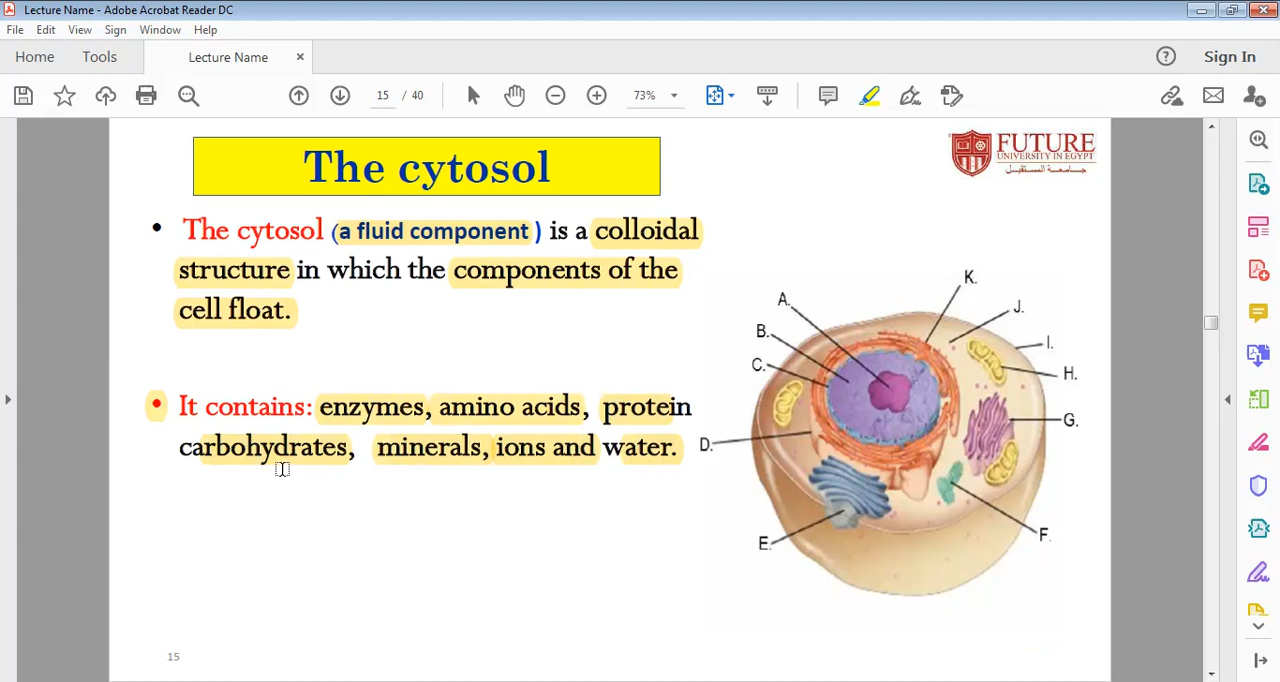 Lecture Name - Adobe Acrobat Reader DC
File Edit View Sign Window Help
Home Tools Lecture Name × ? Sign In
15 / 40 73%
The cytosol
FUTURE
UNIVERSITY IN EGYPT
جامعة المستقبل
• The cytosol (a fluid component ) is a colloidal
structure in which the components of the
cell float.
• It contains: enzymes, amino acids, protein
carbohydrates, minerals, ions and water.
K.
A.
J.
B.
I.
C.
H.
G.
D.
F.
E.
15